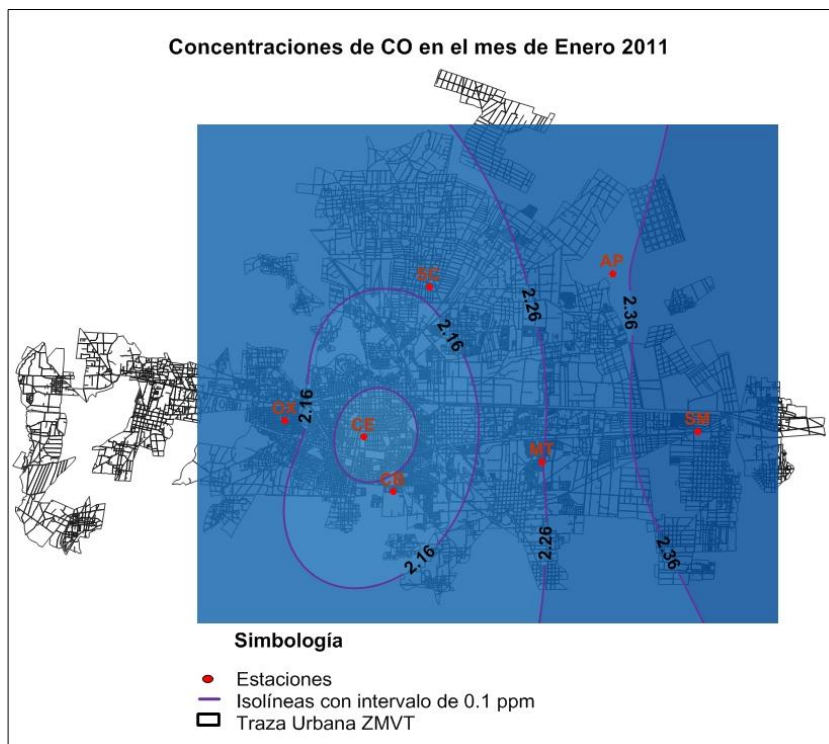 Concentraciones de CO en el mes de Enero 2011
AP
SC
2.26
2.36
2.16
2.16
OX
CE
SM
MT
CB
2.26
2.36
2.16
Simbología
Estaciones
Isolíneas con intervalo de 0.1 ppm
Traza Urbana ZMVT